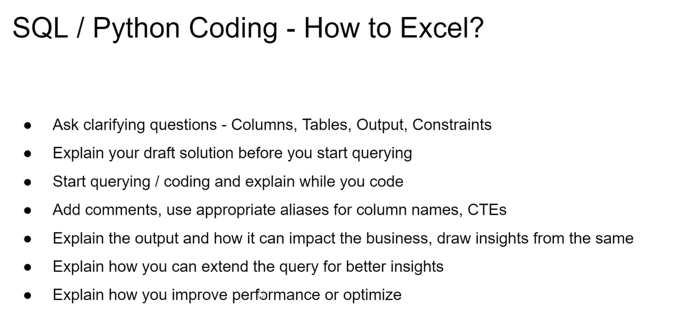 SQL / Python Coding - How to Excel?
● Ask clarifying questions - Columns, Tables, Output, Constraints
● Explain your draft solution before you start querying
● Start querying / coding and explain while you code
● Add comments, use appropriate aliases for column names, CTEs
● Explain the output and how it can impact the business, draw insights from the same
● Explain how you can extend the query for better insights
● Explain how you improve performance or optimize